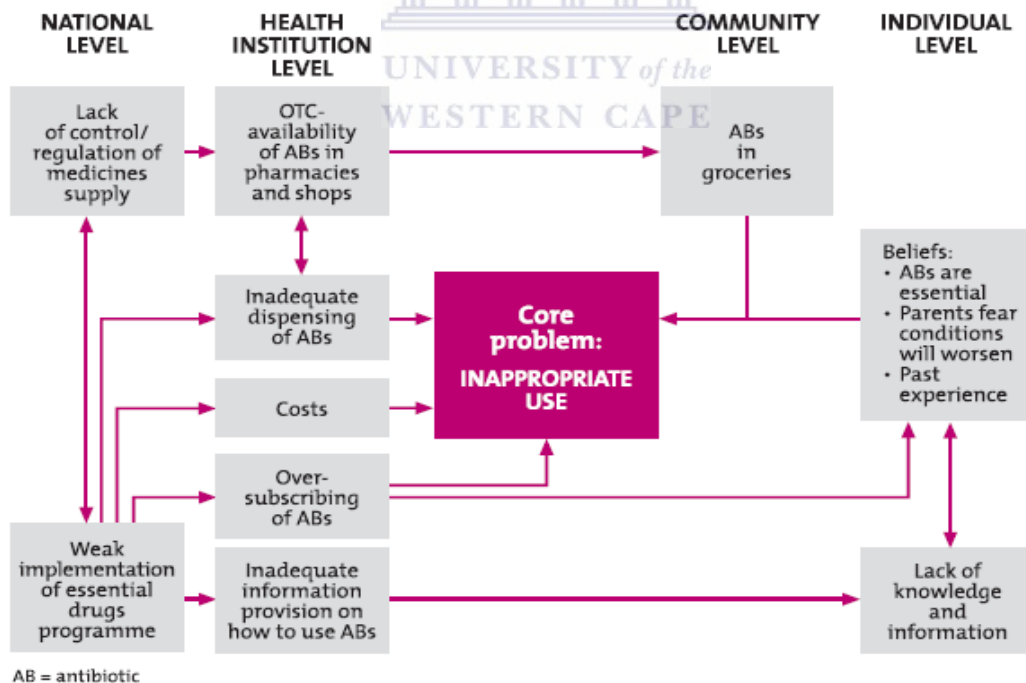 NATIONAL
LEVEL
HEALTH
INSTITUTION
LEVEL
COMMUNITY
LEVEL
INDIVIDUAL
LEVEL
UNIVERSITY of the
WESTERN CAPE
Lack
of control/
regulation of
medicines
supply
OTC-
availability
of ABs in
pharmacies
and shops
ABs
in
groceries
Beliefs:
• ABs are
essential
• Parents fear
conditions
will worsen
• Past
experience
Inadequate
dispensing
of ABs
Core
problem:
INAPPROPRIATE
USE
Costs
Over-
subscribing
of ABs
Weak
implementation
of essential
drugs
programme
Inadequate
information
provision on
how to use ABs
Lack of
knowledge
and
information
AB = antibiotic